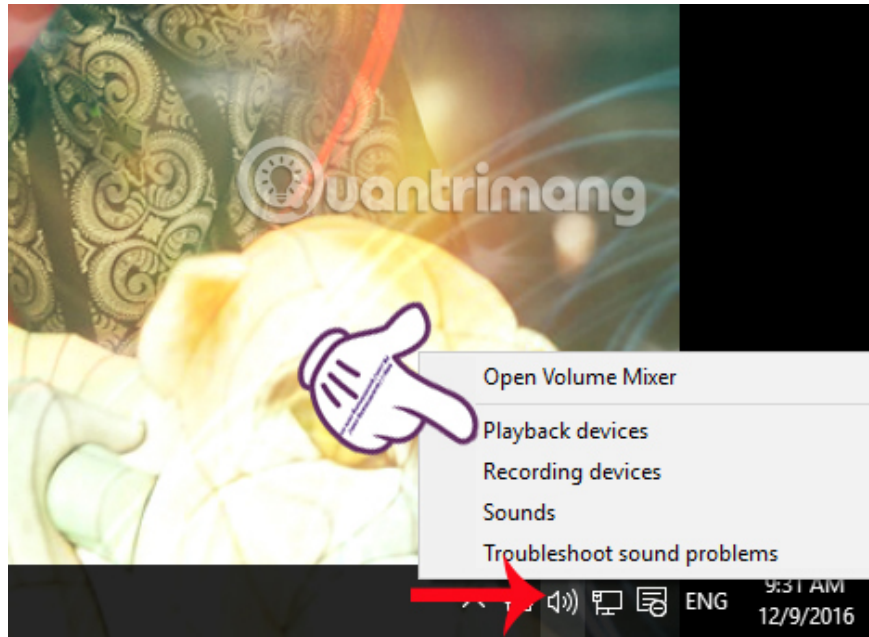 Quantrimang
Open Volume Mixer
Playback devices
Recording devices
Sounds
Troubleshoot sound problems
ENG
9:31 AM
12/9/2016